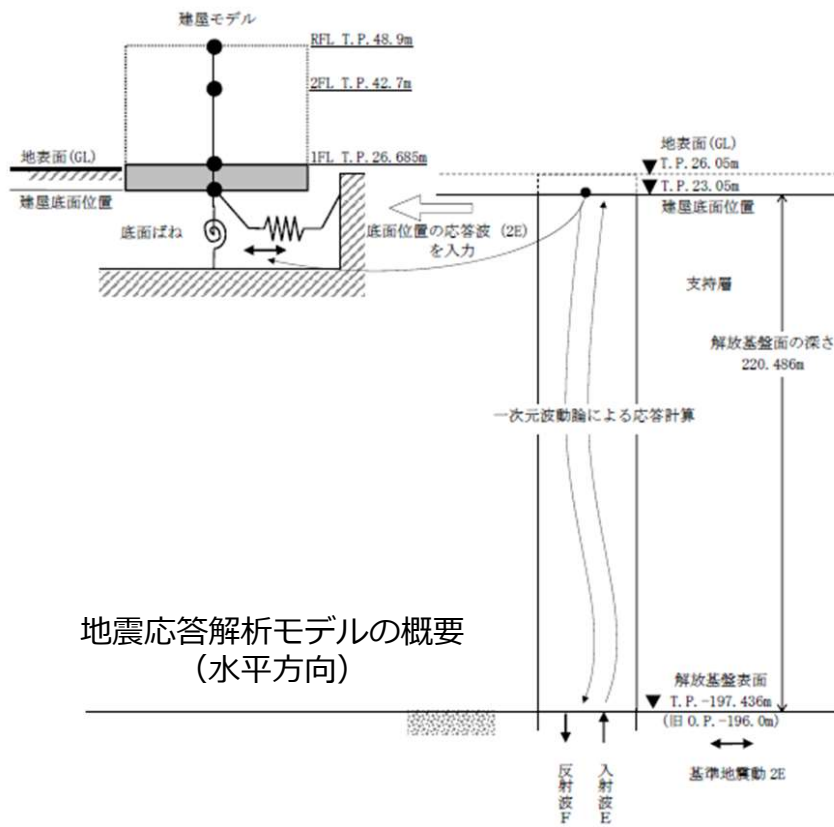 建屋モデル
RFL T.P.48.9m
2FL T.P.42.7m
地表面(GL)
1FL T.P.26.685m
建屋底面位置
底面ばね
底面位置の応答波 (2E)
を入力
地表面(GL)
T.P.26.05m
T.P.23.05m
建屋底面位置
支持層
解放基盤面の深さ
220.486m
一次元波動論による応答計算
地震応答解析モデルの概要
（水平方向）
解放基盤表面
T.P.-197.436m
(旧O.P.-196.0m)
反射波F
入射波E
基準地震動2E